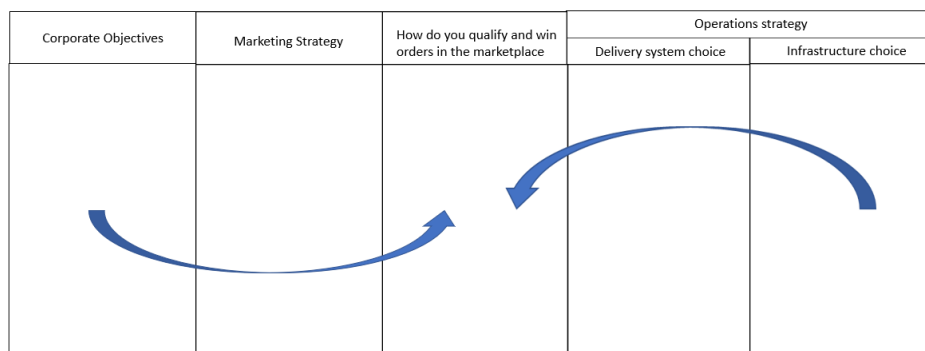 Corporate Objectives
Marketing Strategy
How do you qualify and win
orders in the marketplace
Operations strategy
Delivery system choice
Infrastructure choice